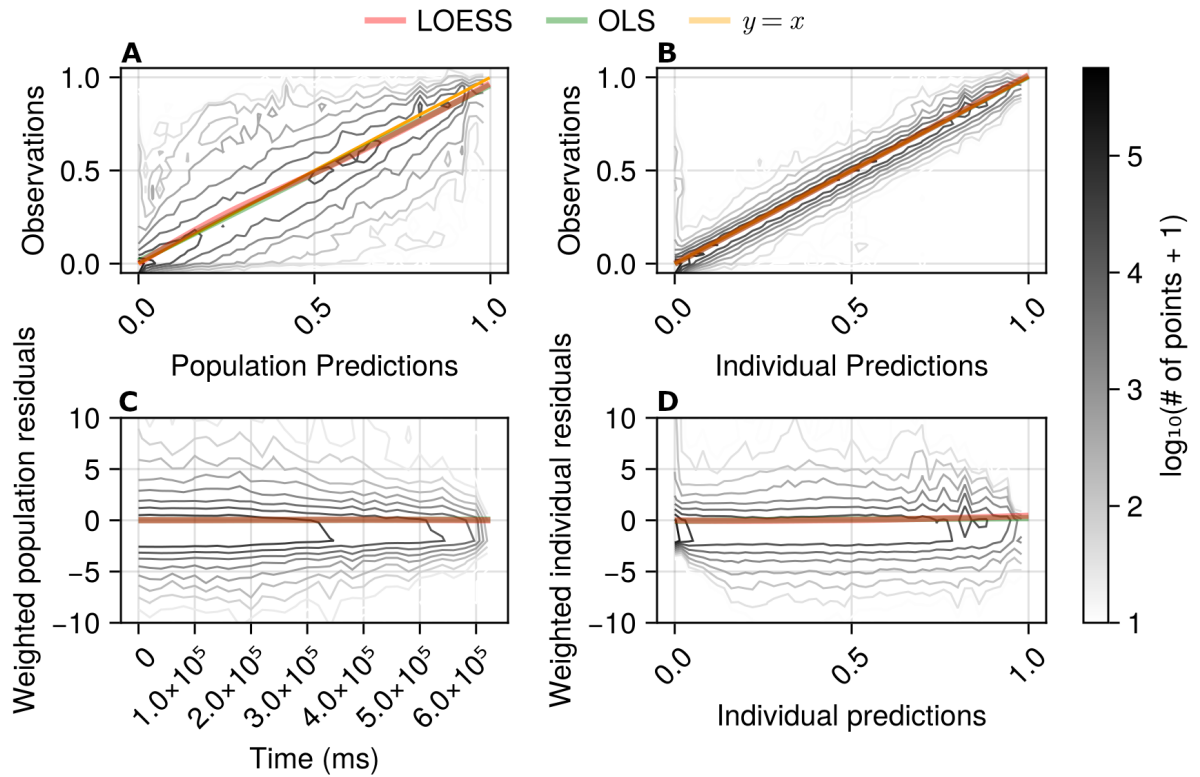 LOESS OLS y = x
A
Observations
1.0
0.5
0.0
0.0 0.5 1.0
Population Predictions
B
Observations
1.0
0.5
0.0
0.0 0.5 1.0
Individual Predictions
C
Weighted population residuals
10
5
0
−5
−10
0 1.0×10⁵ 2.0×10⁵ 3.0×10⁵ 4.0×10⁵ 5.0×10⁵ 6.0×10⁵
Time (ms)
D
Weighted individual residuals
10
5
0
−5
−10
0.0 0.5 1.0
Individual predictions
5
4
3
2
1
log₁₀(# of points + 1)